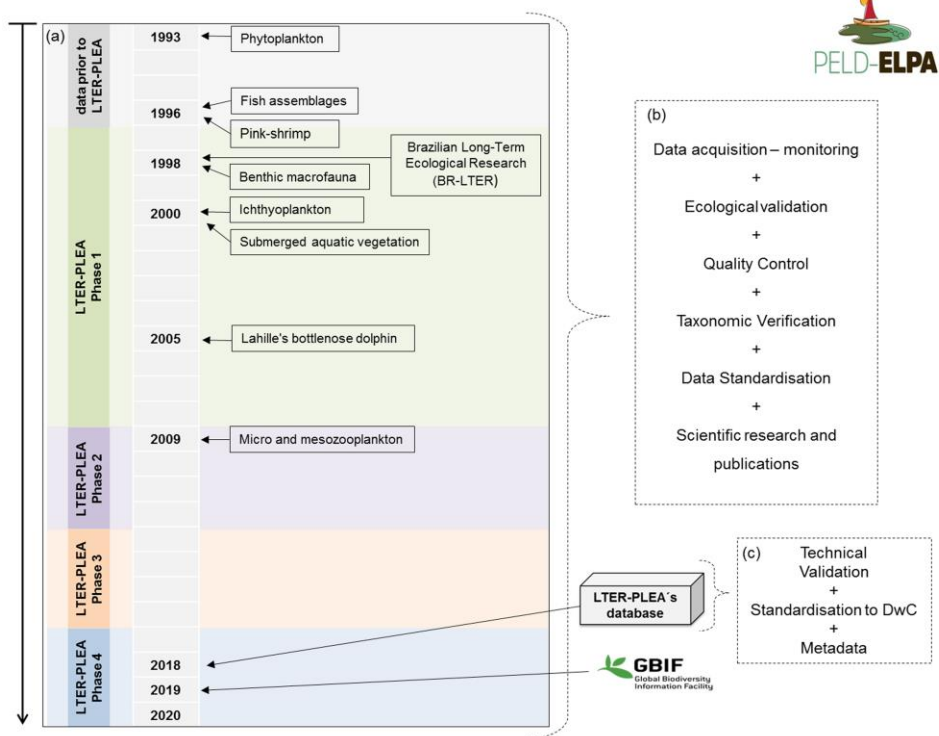 PELD-ELPA
(a)
data prior to
LTER-PLEA
LTER-PLEA
Phase 1
LTER-PLEA
Phase 2
LTER-PLEA
Phase 3
LTER-PLEA
Phase 4
1993
Phytoplankton
Fish assemblages
1996
Pink-shrimp
Brazilian Long-Term
Ecological Research
(BR-LTER)
1998
Benthic macrofauna
2000
Ichthyoplankton
Submerged aquatic vegetation
2005
Lahille's bottlenose dolphin
2009
Micro and mesozooplankton
2018
2019
2020
(b)
Data acquisition – monitoring
+
Ecological validation
+
Quality Control
+
Taxonomic Verification
+
Data Standardisation
+
Scientific research and
publications
LTER-PLEA´s
database
GBIF
Global Biodiversity
Information Facility
(c)
Technical
Validation
+
Standardisation to DwC
+
Metadata